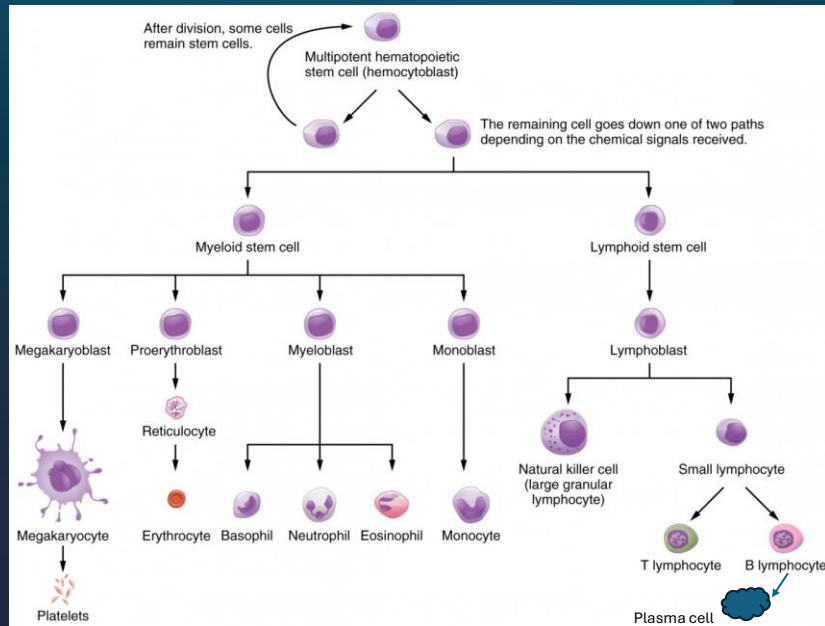 After division, some cells
remain stem cells.
Multipotent hematopoietic
stem cell (hemocytoblast)
The remaining cell goes down one of two paths
depending on the chemical signals received.
Myeloid stem cell
Lymphoid stem cell
Megakaryoblast
Proerythroblast
Myeloblast
Monoblast
Lymphoblast
Reticulocyte
Natural killer cell
(large granular
lymphocyte)
Small lymphocyte
Megakaryocyte
Erythrocyte
Basophil
Neutrophil
Eosinophil
Monocyte
T lymphocyte
B lymphocyte
Platelets
Plasma cell